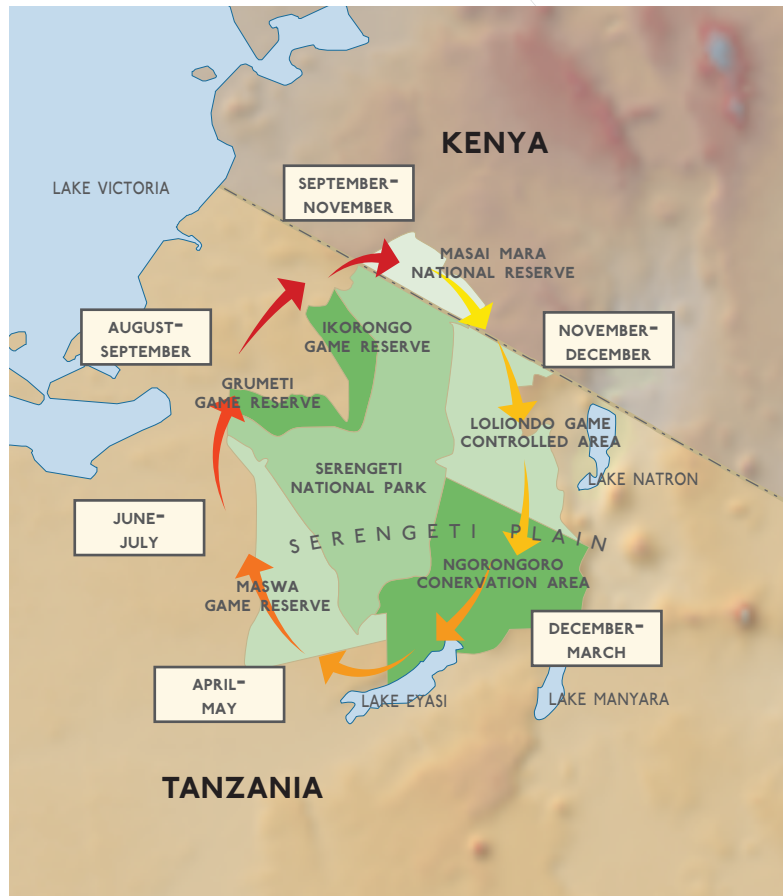 KENYA
LAKE VICTORIA
SEPTEMBER–
NOVEMBER
MASAI MARA
NATIONAL RESERVE
AUGUST–
SEPTEMBER
IKORONGO
GAME RESERVE
NOVEMBER–
DECEMBER
GRUMETI
GAME RESERVE
LOLIONDO GAME
CONTROLLED AREA
SERENGETI
NATIONAL PARK
LAKE NATRON
JUNE–
JULY
SERENGETI PLAIN
NGORONGORO
CONERVATION AREA
MASWA
GAME RESERVE
DECEMBER–
MARCH
APRIL–
MAY
LAKE EYASI
LAKE MANYARA
TANZANIA